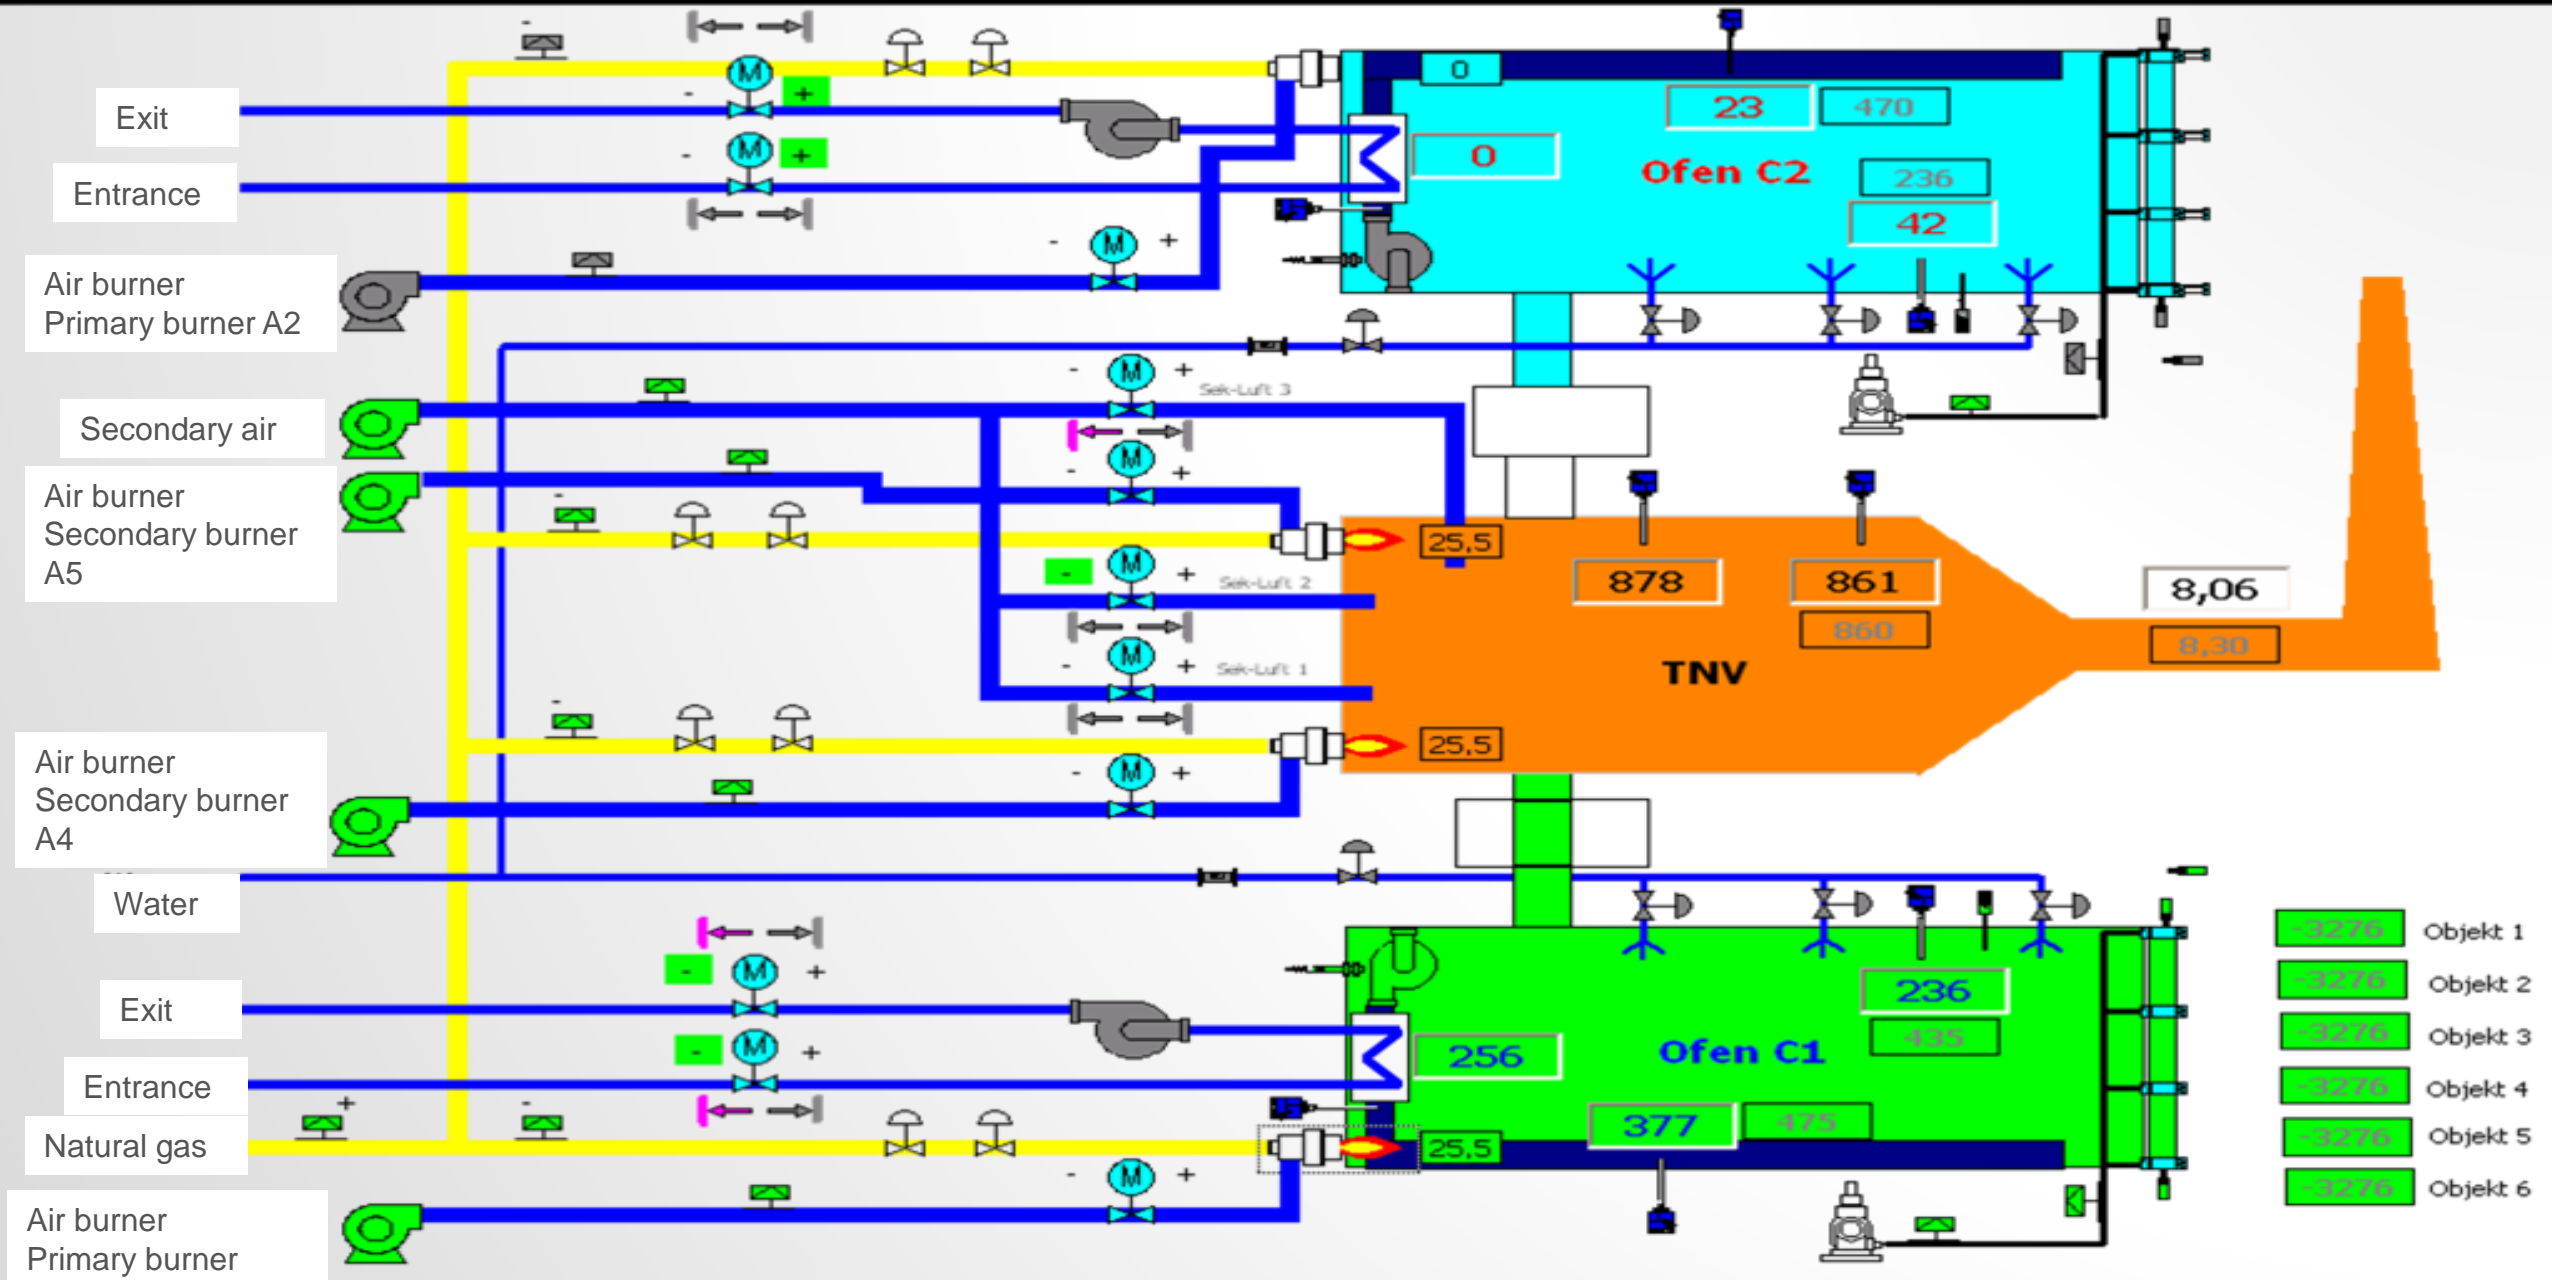 Exit
Entrance
Air burner
Primary burner A2
Secondary air
Air burner
Secondary burner
A5
Air burner
Secondary burner
A4
Water
Exit
Entrance
Natural gas
Air burner
Primary burner
- M +
- M +
- M +
- M +
Sek-Luft 3
- M +
-
- M +
Sek-Luft 2
- M +
Sek-Luft 1
-
- M +
- M +
- M +
+ -
- M +
0
23 470
0
Ofen C2
236
42
25,5
878 861
860
TNV
8,06
8,30
25,5
236
435
256
Ofen C1
377 475
25,5
-3276 Objekt 1
-3276 Objekt 2
-3276 Objekt 3
-3276 Objekt 4
-3276 Objekt 5
-3276 Objekt 6